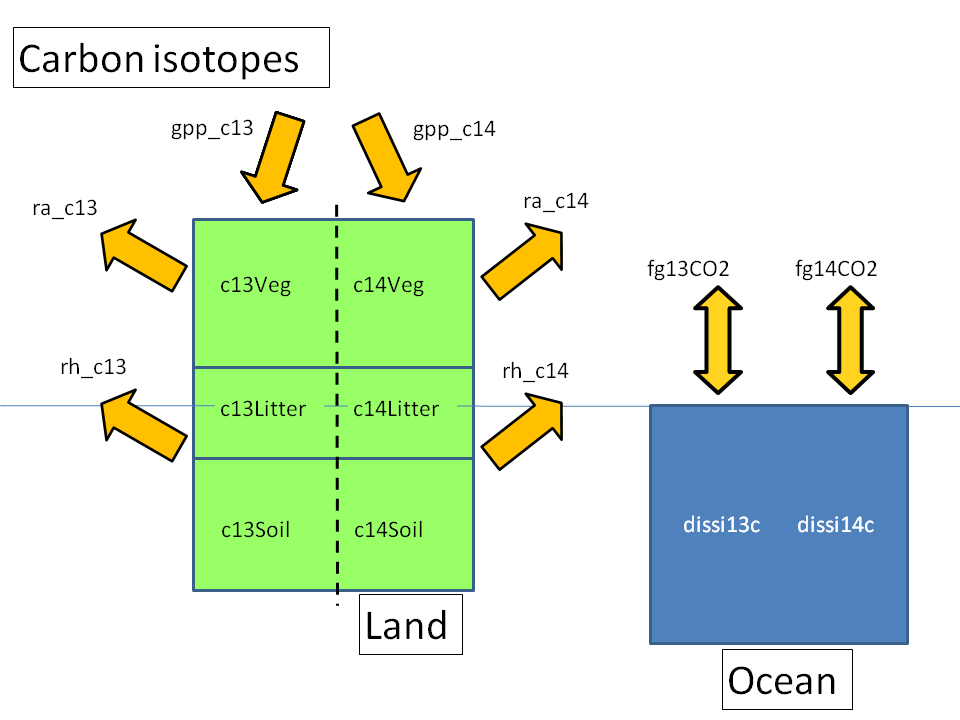 Carbon isotopes
gpp_c13
gpp_c14
ra_c13
ra_c14
c13Veg
c14Veg
fg13CO2
fg14CO2
rh_c13
rh_c14
c13Litter
c14Litter
c13Soil
c14Soil
dissi13c
dissi14c
Land
Ocean